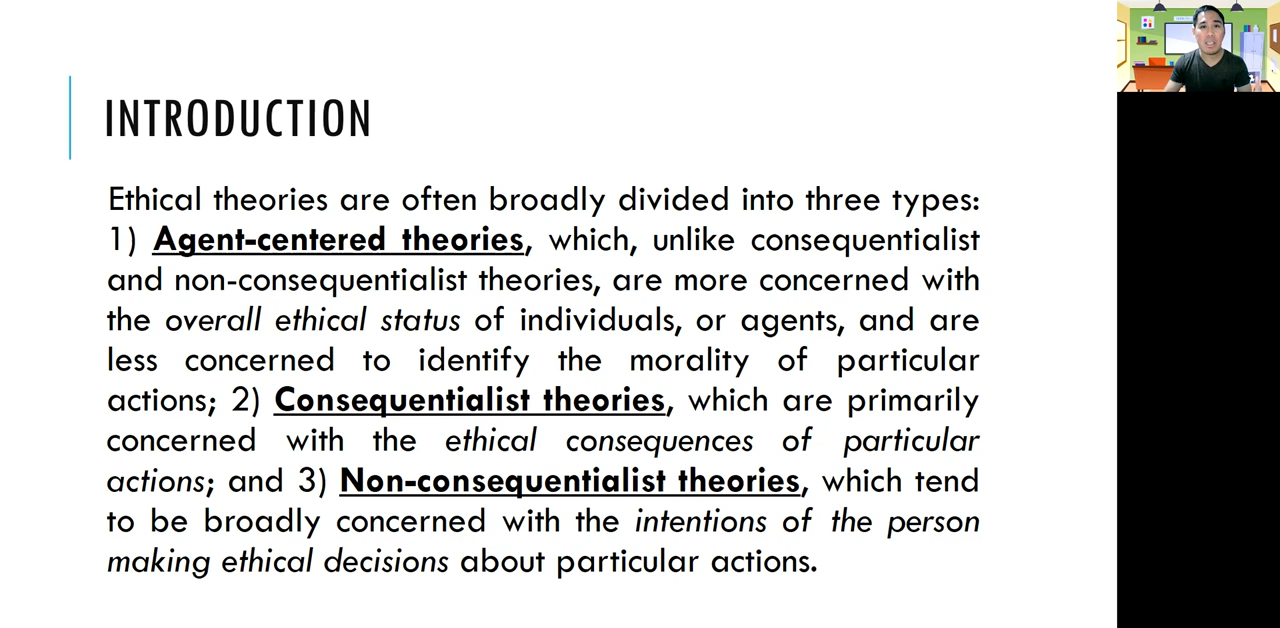 INTRODUCTION
Ethical theories are often broadly divided into three types:
1) Agent-centered theories, which, unlike consequentialist
and non-consequentialist theories, are more concerned with
the overall ethical status of individuals, or agents, and are
less concerned to identify the morality of particular
actions; 2) Consequentialist theories, which are primarily
concerned with the ethical consequences of particular
actions; and 3) Non-consequentialist theories, which tend
to be broadly concerned with the intentions of the person
making ethical decisions about particular actions.